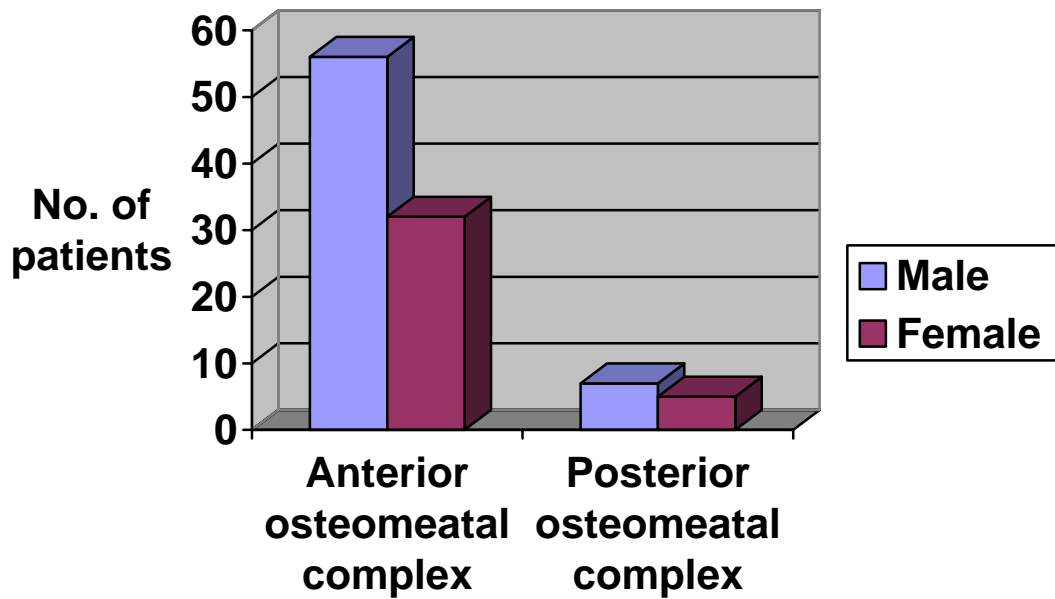 60
50
40
30
20
10
0
No. of
patients
Anterior
osteomeatal
complex
Posterior
osteomeatal
complex
Male
Female